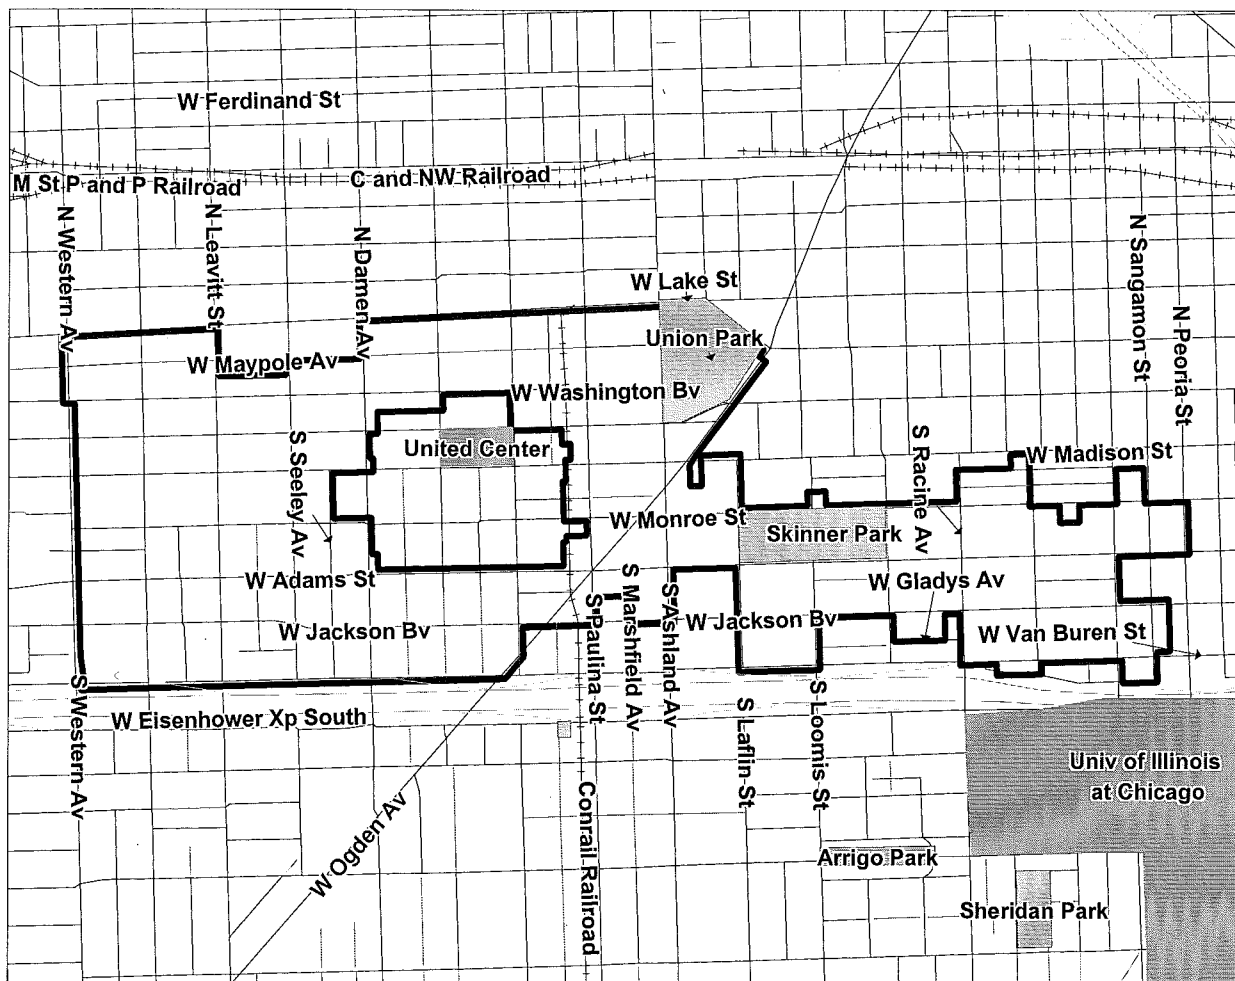 W Ferdinand St
M St P and P Railroad
C and NW Railroad
N Western Av
N Leavitt St
N Damen Av
N Sangamon St
N Peoria St
W Lake St
Union Park
W Maypole Av
W Washington Bv
United Center
S Seeley Av
S Racine Av
W Madison St
W Monroe St
Skinner Park
W Adams St
W Gladys Av
S Paulina St
S Marshfield Av
S Ashland Av
W Jackson Bv
W Jackson Bv
W Van Buren St
S Western Av
W Eisenhower Xp South
S Laflin St
S Loomis St
Univ of Illinois
at Chicago
W Ogden Av
Conrail Railroad
Arrigo Park
Sheridan Park